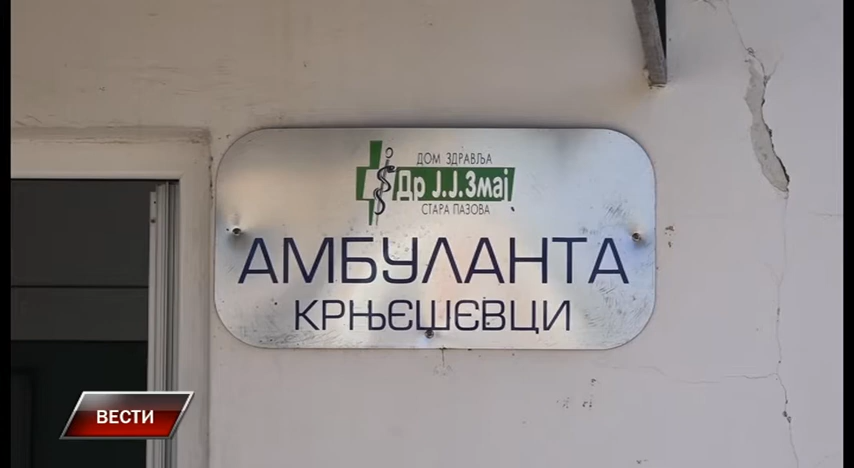 ДОМ ЗДРАВЉА
Др Ј.Ј.Змај
СТАРА ПАЗОВА
АМБУЛАНТА
КРЊЕШЕВЦИ
ВЕСТИ